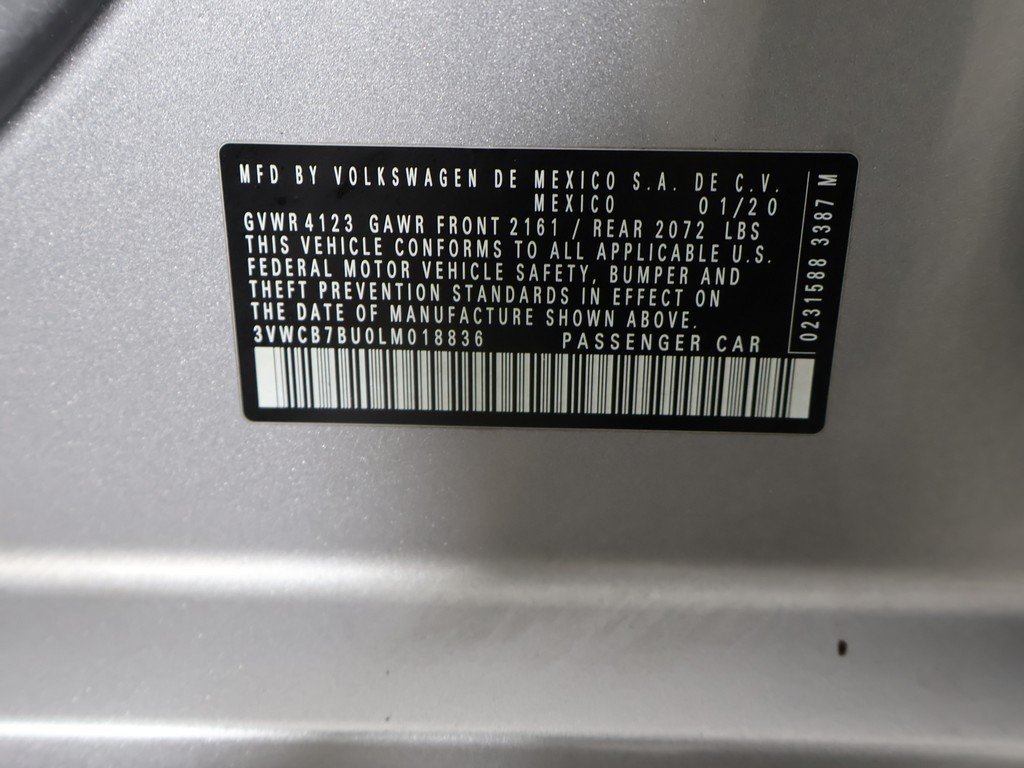 MFD BY VOLKSWAGEN DE MEXICO S.A. DE C.V.
MEXICO 01/20
GVWR 4123 GAWR FRONT 2161 / REAR 2072 LBS
THIS VEHICLE CONFORMS TO ALL APPLICABLE U.S.
FEDERAL MOTOR VEHICLE SAFETY, BUMPER AND
THEFT PREVENTION STANDARDS IN EFFECT ON
THE DATE OF MANUFACTURE SHOWN ABOVE.
3VWCB7BU0LM018836 PASSENGER CAR
0231588 3387 M